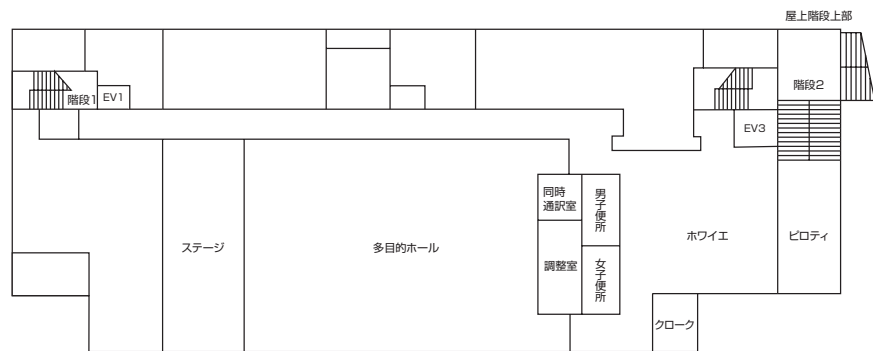 屋上階段上部
階段1
EV1
階段2
EV3
同時
通訳室
男子便所
ステージ
多目的ホール
ホワイエ
ピロティ
調整室
女子便所
クローク